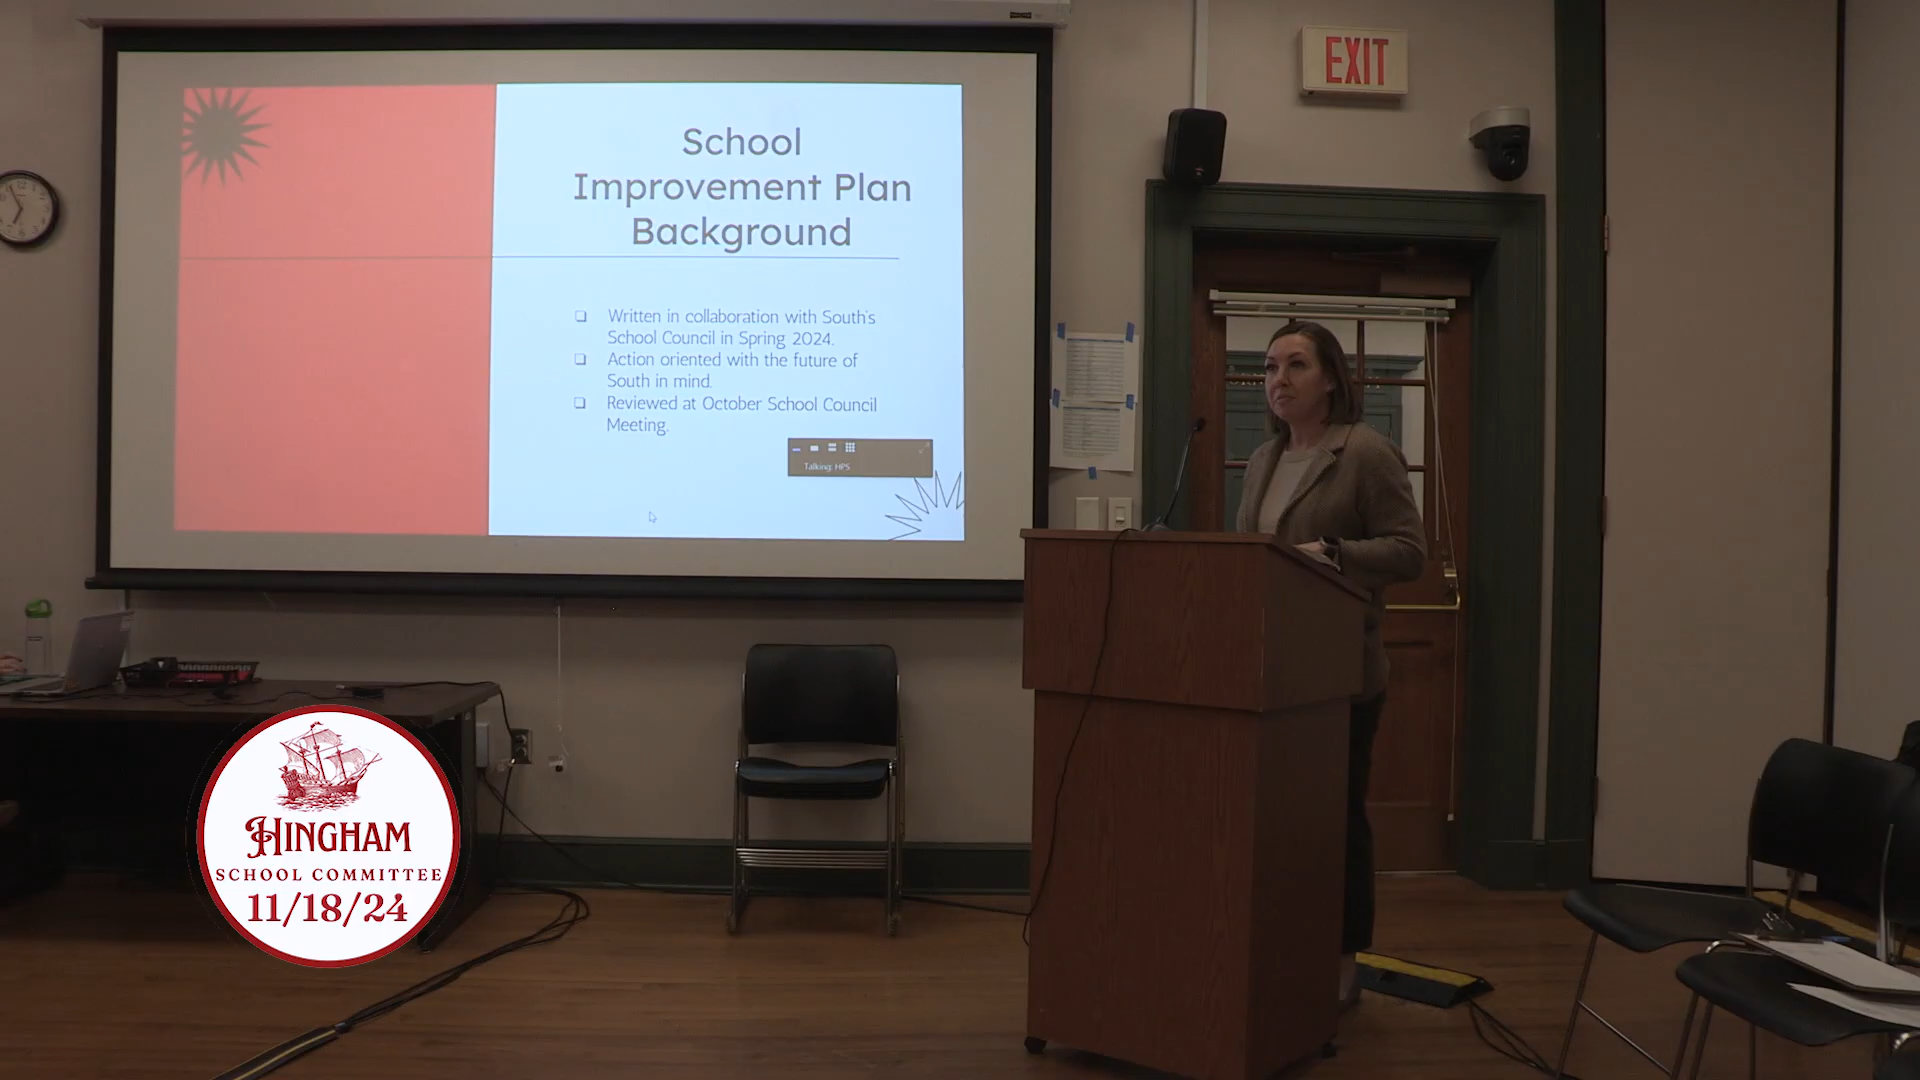 School
Improvement Plan
Background
❑ Written in collaboration with South's
School Council in Spring 2024.
❑ Action oriented with the future of
South in mind.
❑ Reviewed at October School Council
Meeting.
Talking: HPS
EXIT
HINGHAM
SCHOOL COMMITTEE
11/18/24